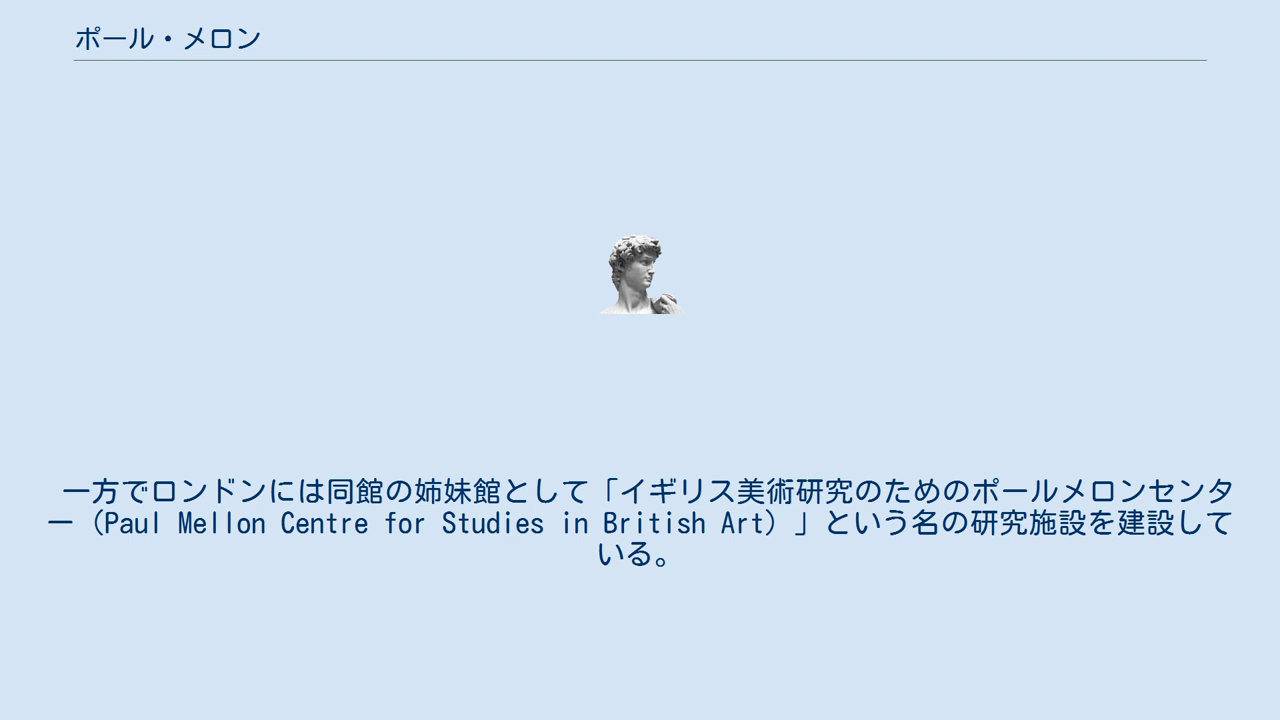 ポール・メロン
一方でロンドンには同館の姉妹館として「イギリス美術研究のためのポールメロンセンタ
ー（Paul Mellon Centre for Studies in British Art）」という名の研究施設を建設して
いる。